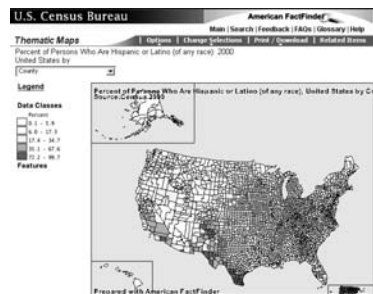 U.S. Census Bureau
American FactFinder
Main | Search | Feedback | FAQs | Glossary | Help
Thematic Maps
| Options | Change Selections | Print / Download | Related Items
Percent of Persons Who Are Hispanic or Latino (of any race): 2000
United States by
County
Legend
Data Classes
Percent
0.1 - 5.9
6.0 - 17.3
17.4 - 34.7
35.1 - 67.6
72.2 - 99.7
Features
Percent of Persons Who Are Hispanic or Latino (of any race), United States by C
Source: Census 2000
Prepared with American FactFinder